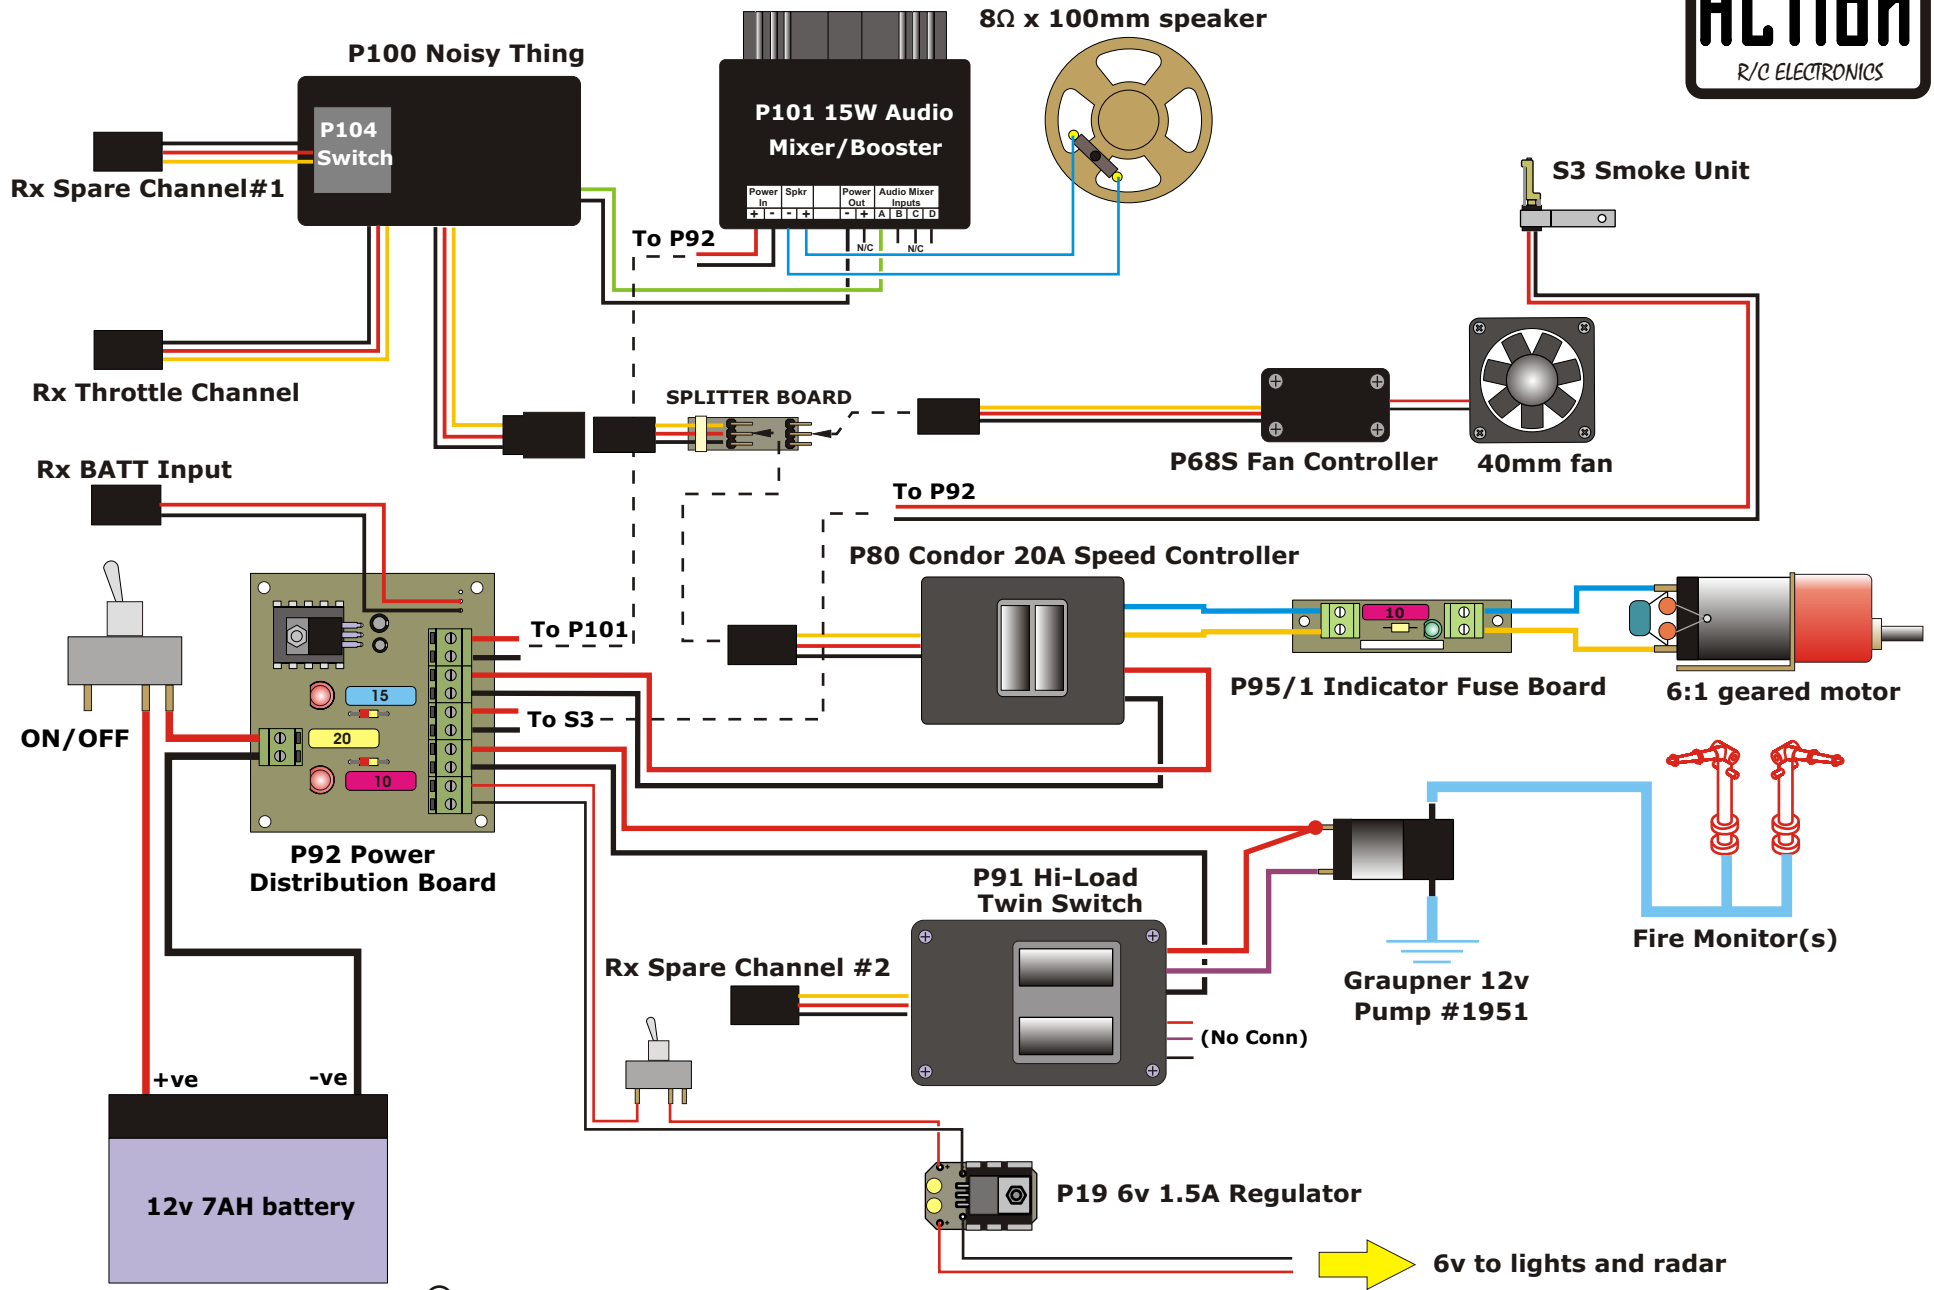 8Ω x 100mm speaker
ACTION
R/C ELECTRONICS
P100 Noisy Thing
P101 15W Audio
Mixer/Booster
P104
Switch
Rx Spare Channel#1
Power In
Spkr
Power Out
Audio Mixer Inputs
+ - - + - + A B C D
N/C
N/C
To P92
S3 Smoke Unit
Rx Throttle Channel
SPLITTER BOARD
P68S Fan Controller
40mm fan
Rx BATT Input
To P92
P80 Condor 20A Speed Controller
To P101
10
P95/1 Indicator Fuse Board
6:1 geared motor
15
To S3
ON/OFF
20
10
P92 Power
Distribution Board
P91 Hi-Load
Twin Switch
Fire Monitor(s)
Rx Spare Channel #2
Graupner 12v
Pump #1951
(No Conn)
+ve
-ve
12v 7AH battery
P19 6v 1.5A Regulator
6v to lights and radar